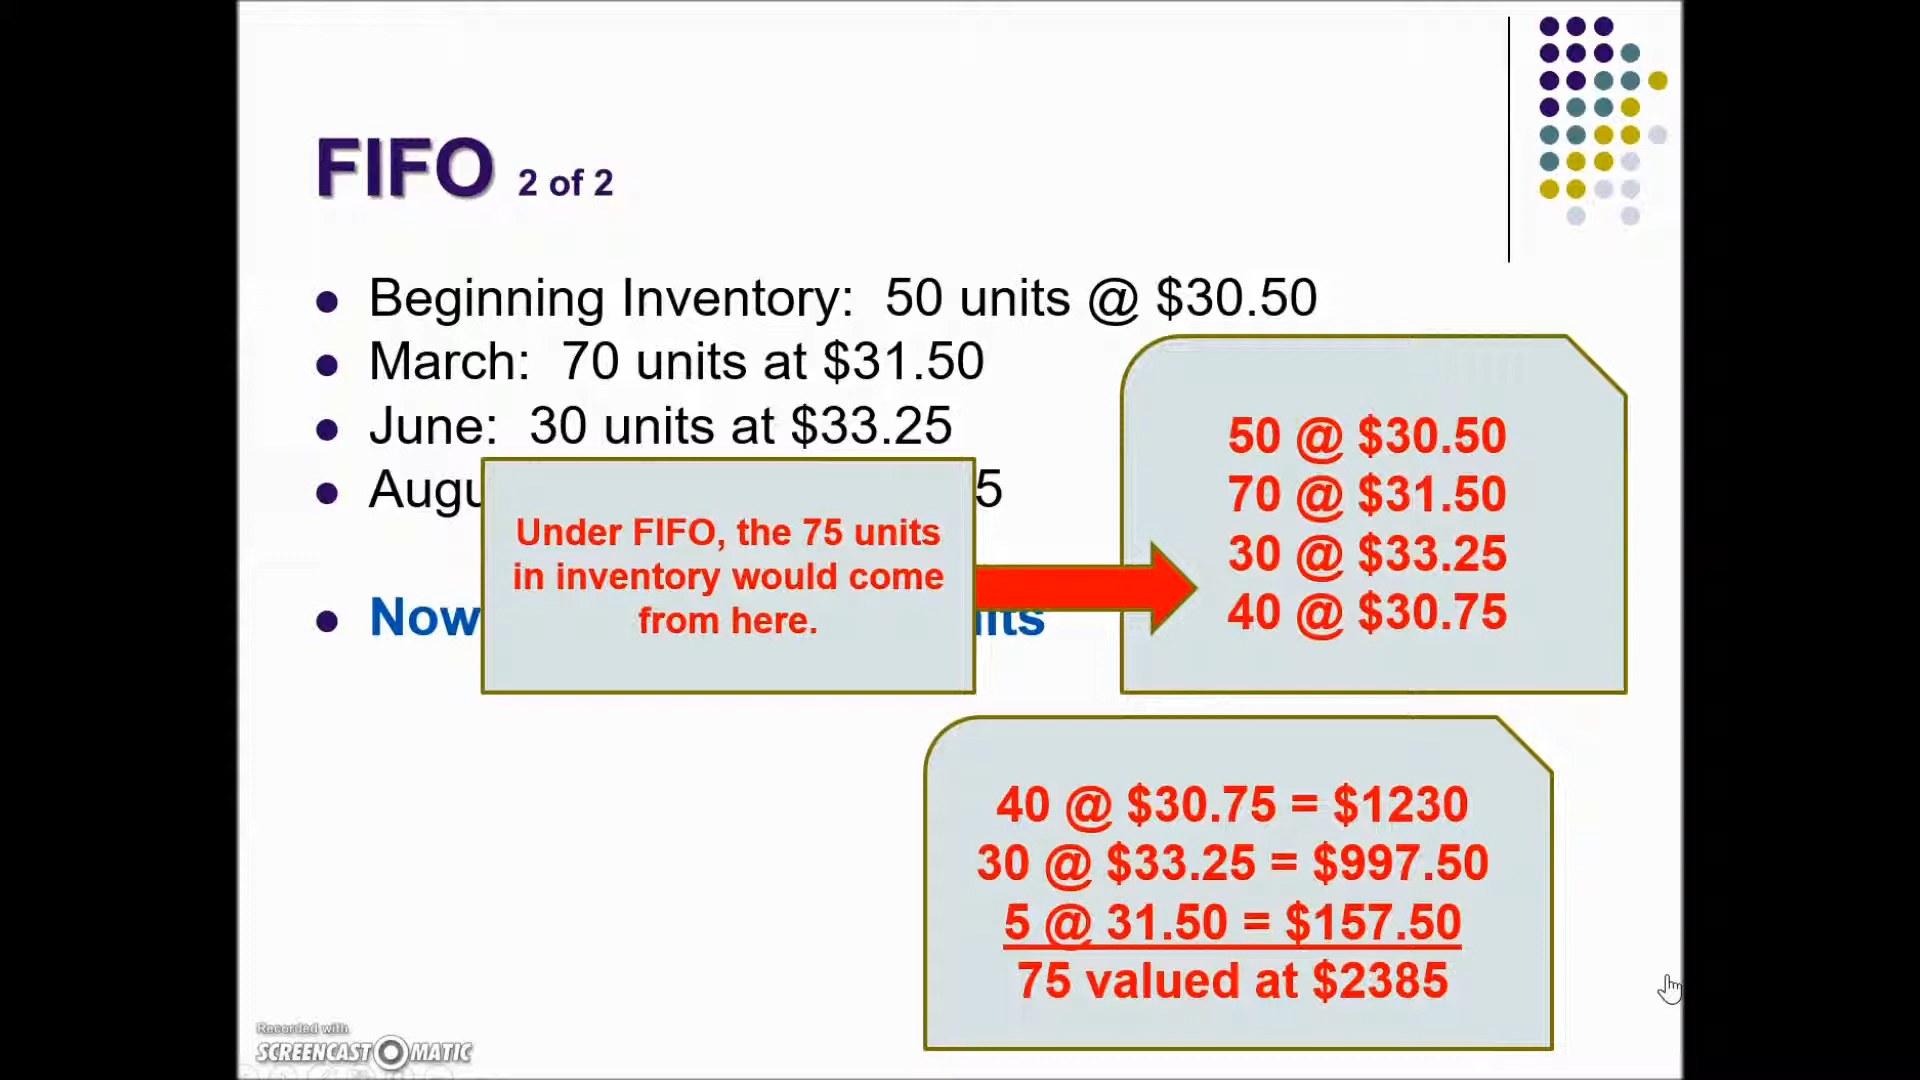 FIFO 2 of 2
Beginning Inventory: 50 units @ $30.50
March: 70 units at $31.50
June: 30 units at $33.25
Augu 5
Now its
Under FIFO, the 75 units
in inventory would come
from here.
50 @ $30.50
70 @ $31.50
30 @ $33.25
40 @ $30.75
40 @ $30.75 = $1230
30 @ $33.25 = $997.50
5 @ 31.50 = $157.50
75 valued at $2385
Recorded with
SCREENCAST MATIC